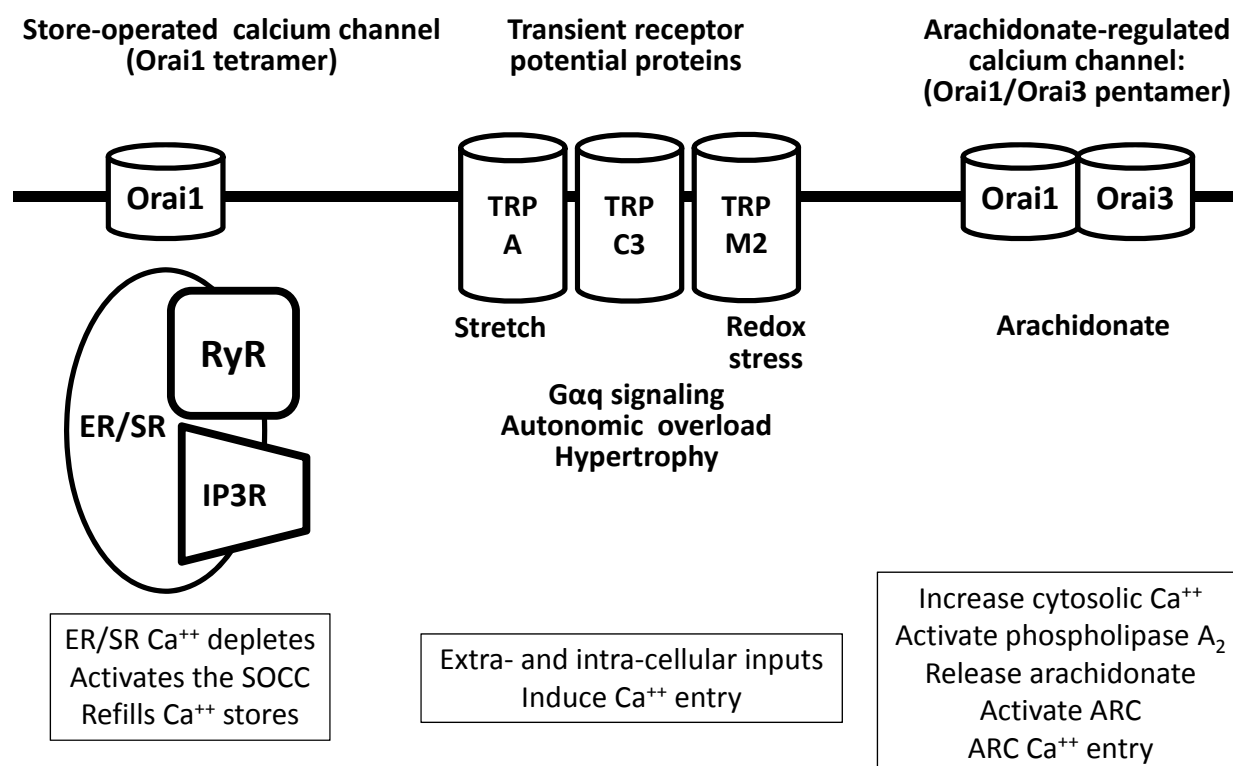 Store-operated calcium channel
(Orai1 tetramer)
Transient receptor
potential proteins
Arachidonate-regulated
calcium channel:
(Orai1/Orai3 pentamer)
Orai1
TRP
A
TRP
C3
TRP
M2
Orai1
Orai3
RyR
ER/SR
IP3R
Stretch
Redox
stress
Gαq signaling
Autonomic overload
Hypertrophy
Arachidonate
ER/SR Ca⁺⁺ depletes
Activates the SOCC
Refills Ca⁺⁺ stores
Extra- and intra-cellular inputs
Induce Ca⁺⁺ entry
Increase cytosolic Ca⁺⁺
Activate phospholipase A₂
Release arachidonate
Activate ARC
ARC Ca⁺⁺ entry